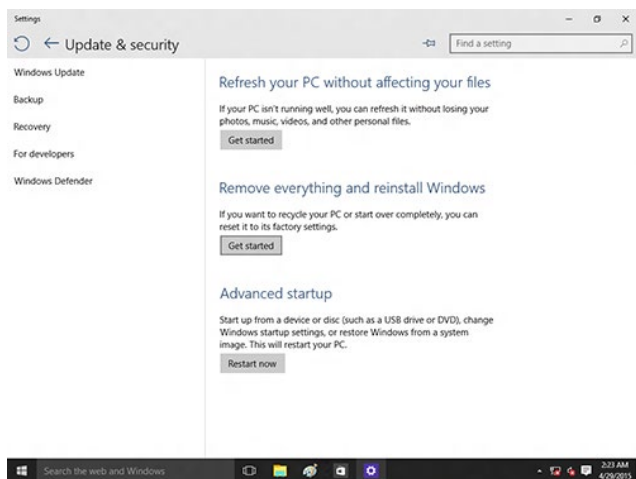 Settings
Update & security
Find a setting
Windows Update
Backup
Recovery
For developers
Windows Defender
Refresh your PC without affecting your files
If your PC isn't running well, you can refresh it without losing your
photos, music, videos, and other personal files.
Get started
Remove everything and reinstall Windows
If you want to recycle your PC or start over completely, you can
reset it to its factory settings.
Get started
Advanced startup
Start up from a device or disc (such as a USB drive or DVD), change
Windows startup settings, or restore Windows from a system
image. This will restart your PC.
Restart now
Search the web and Windows
2:23 AM
4/29/2015